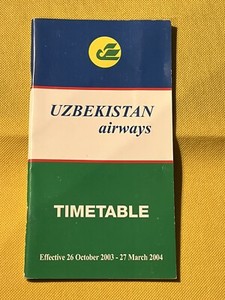 UZBEKISTAN
airways
TIMETABLE
Effective 26 October 2003 - 27 March 2004